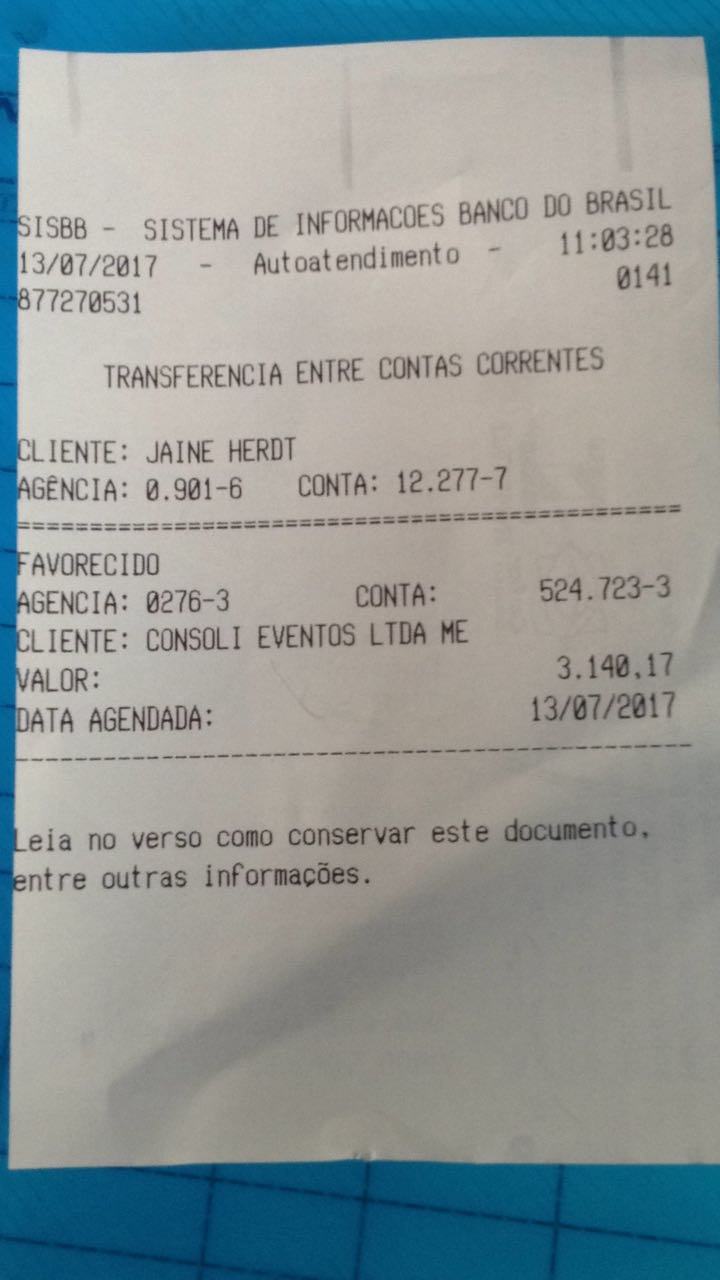 SISBB - SISTEMA DE INFORMACOES BANCO DO BRASIL
13/07/2017 - Autoatendimento - 11:03:28
877270531 0141
TRANSFERENCIA ENTRE CONTAS CORRENTES
CLIENTE: JAINE HERDT
AGÊNCIA: 0.901-6 CONTA: 12.277-7
================================================
FAVORECIDO
AGENCIA: 0276-3 CONTA: 524.723-3
CLIENTE: CONSOLI EVENTOS LTDA ME
VALOR: 3.140,17
DATA AGENDADA: 13/07/2017
------------------------------------------------
Leia no verso como conservar este documento,
entre outras informações.